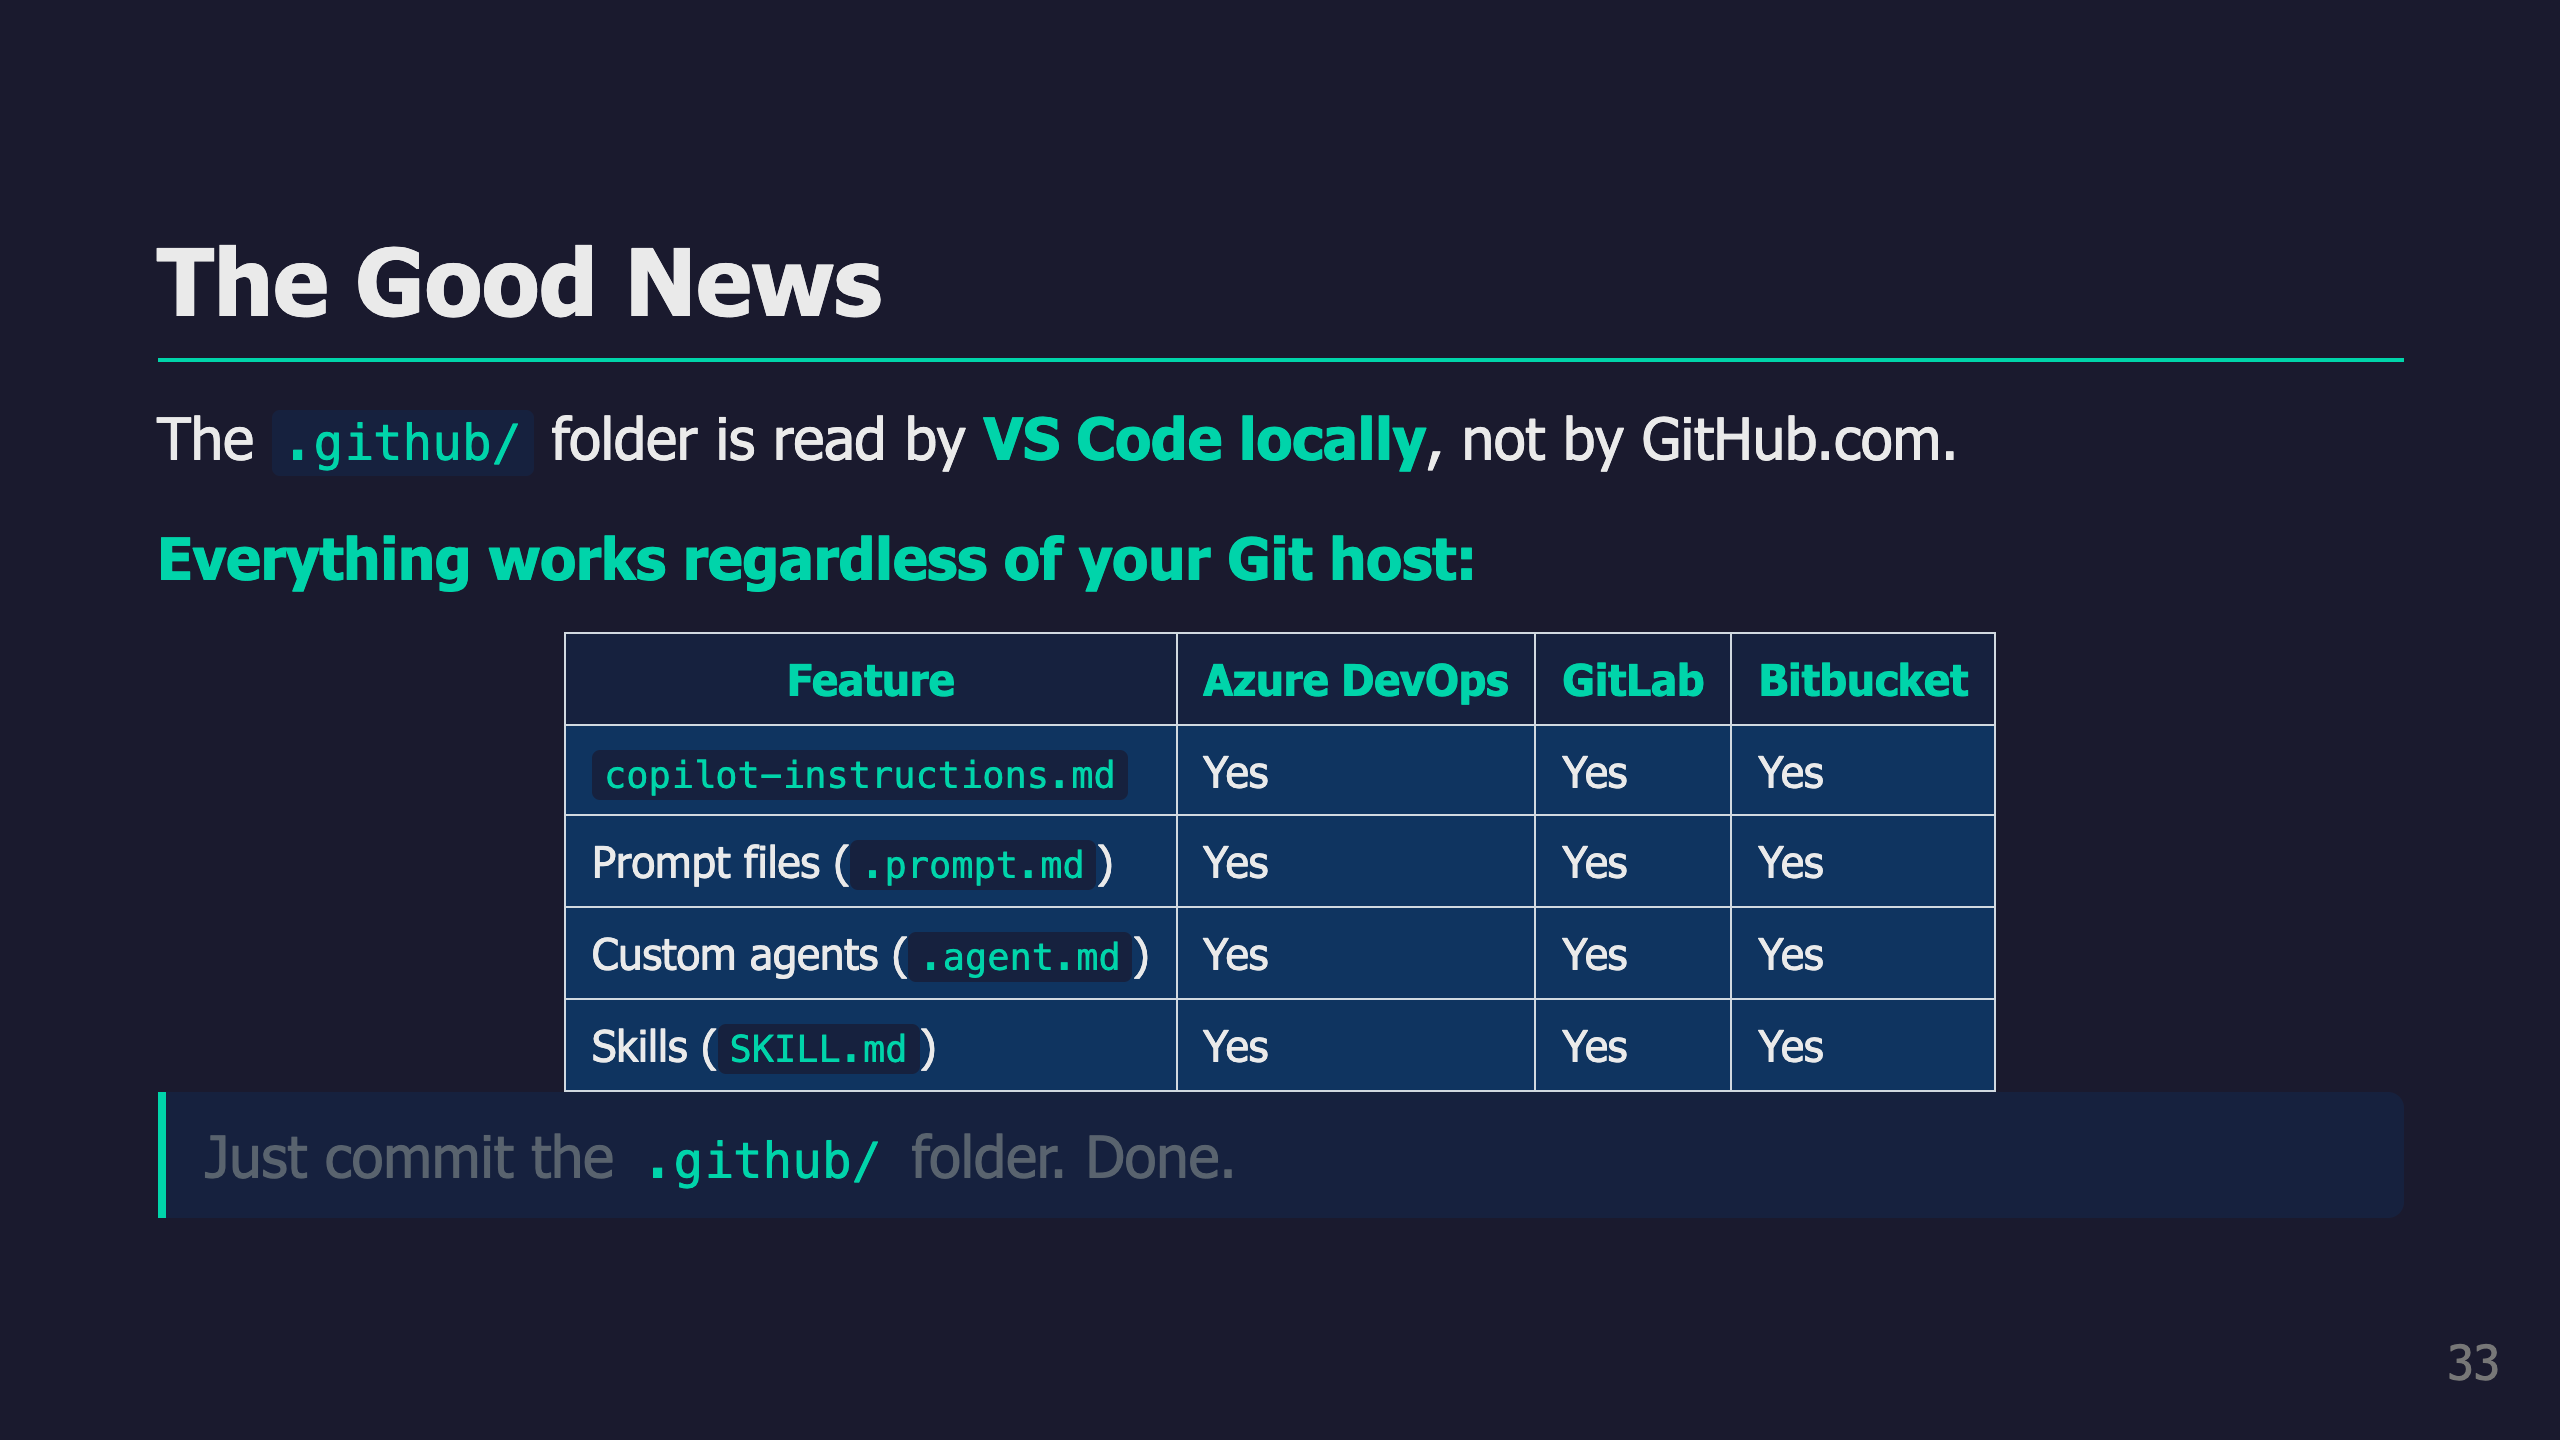 The Good News
The .github/ folder is read by VS Code locally, not by GitHub.com.
Everything works regardless of your Git host:
Feature Azure DevOps GitLab Bitbucket
copilot-instructions.md Yes Yes Yes
Prompt files (.prompt.md) Yes Yes Yes
Custom agents (.agent.md) Yes Yes Yes
Skills (SKILL.md) Yes Yes Yes
Just commit the .github/ folder. Done.
33